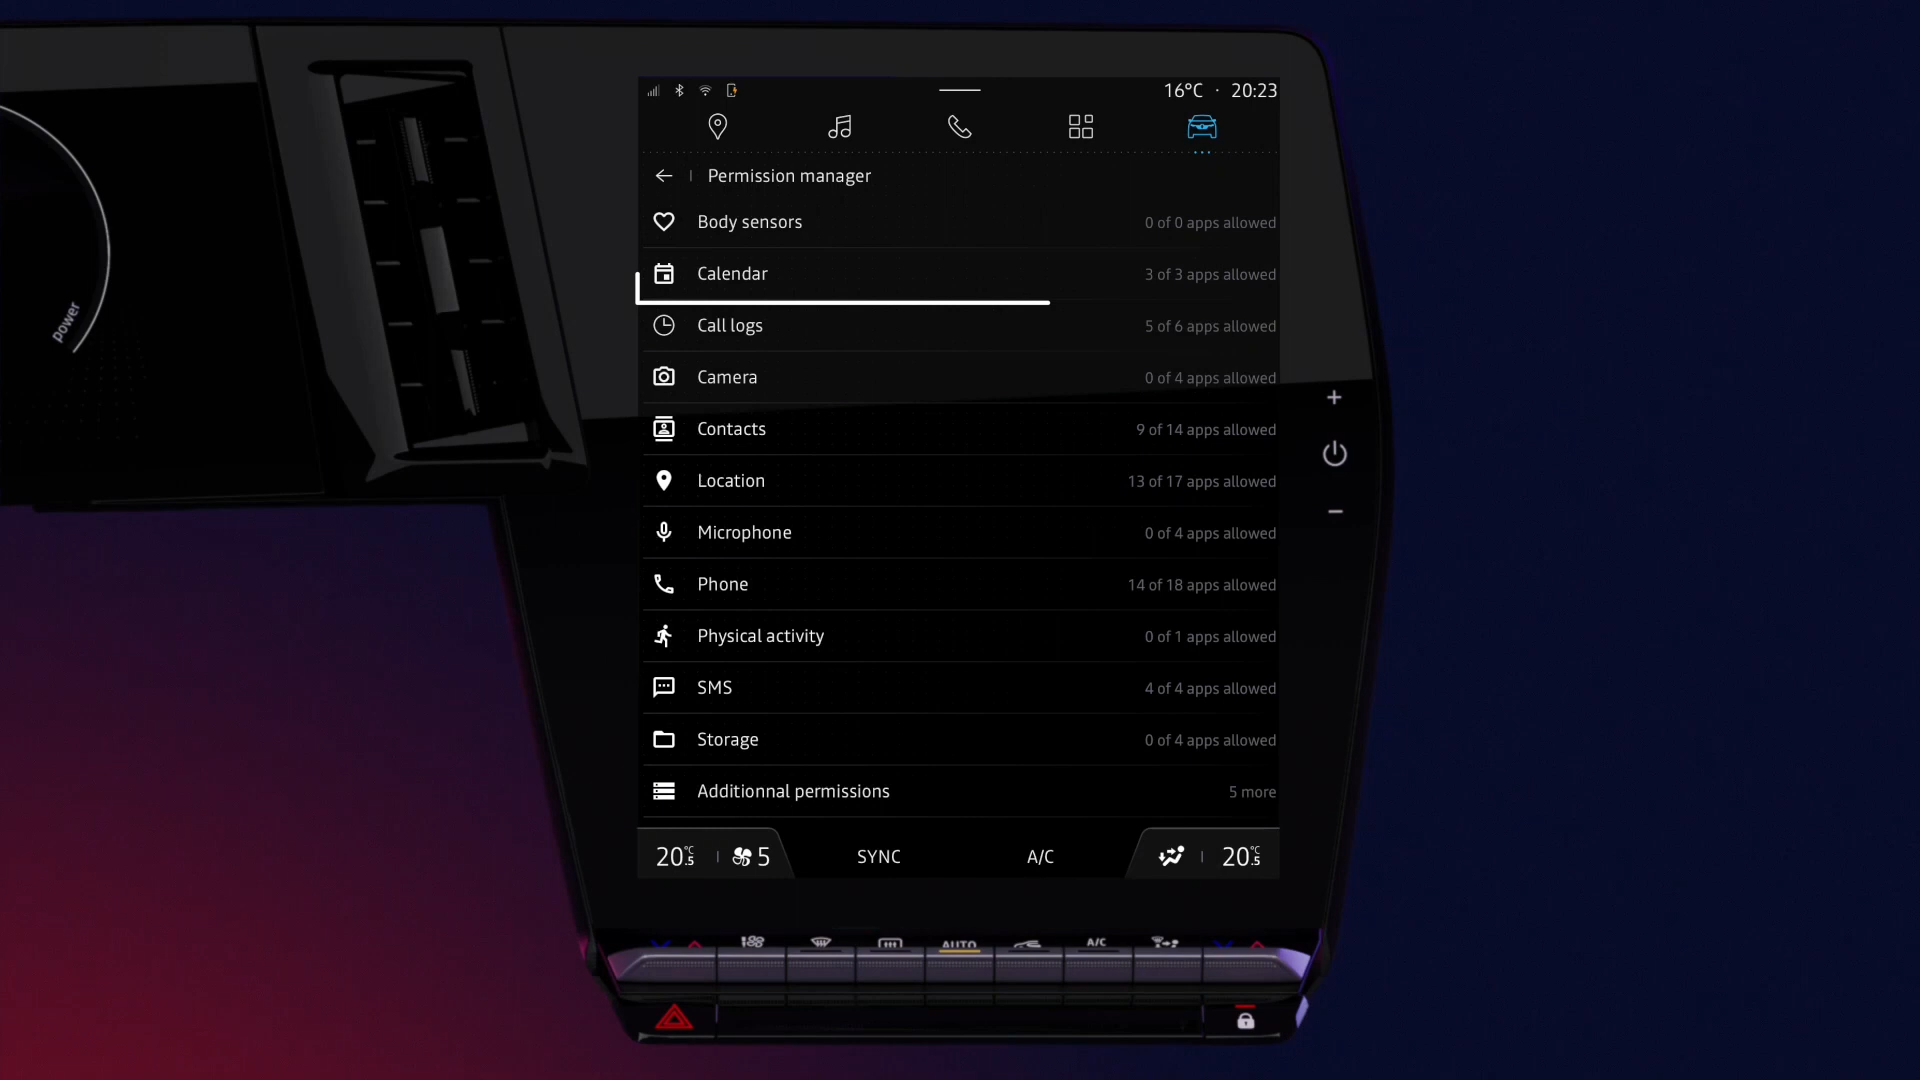 16°C · 20:23
Permission manager
Body sensors 0 of 0 apps allowed
Calendar 3 of 3 apps allowed
Call logs 5 of 6 apps allowed
Camera 0 of 4 apps allowed
Contacts 9 of 14 apps allowed
Location 13 of 17 apps allowed
Microphone 0 of 4 apps allowed
Phone 14 of 18 apps allowed
Physical activity 0 of 1 apps allowed
SMS 4 of 4 apps allowed
Storage 0 of 4 apps allowed
Additionnal permissions 5 more
20.5°C 5 SYNC A/C 20.5°C
power
AUTO A/C